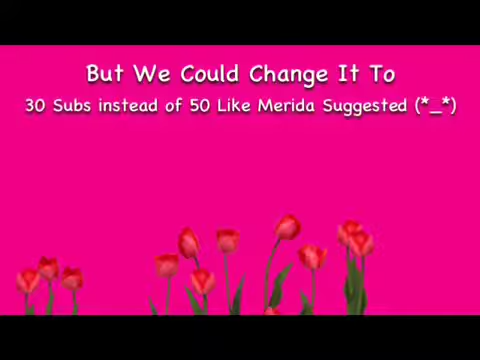 But We Could Change It To
30 Subs instead of 50 Like Merida Suggested (*_*)